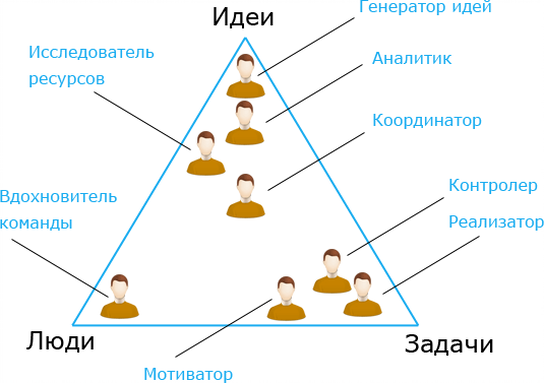 Идеи
Генератор идей
Исследователь
ресурсов
Аналитик
Координатор
Вдохновитель
команды
Контролер
Реализатор
Люди
Задачи
Мотиватор